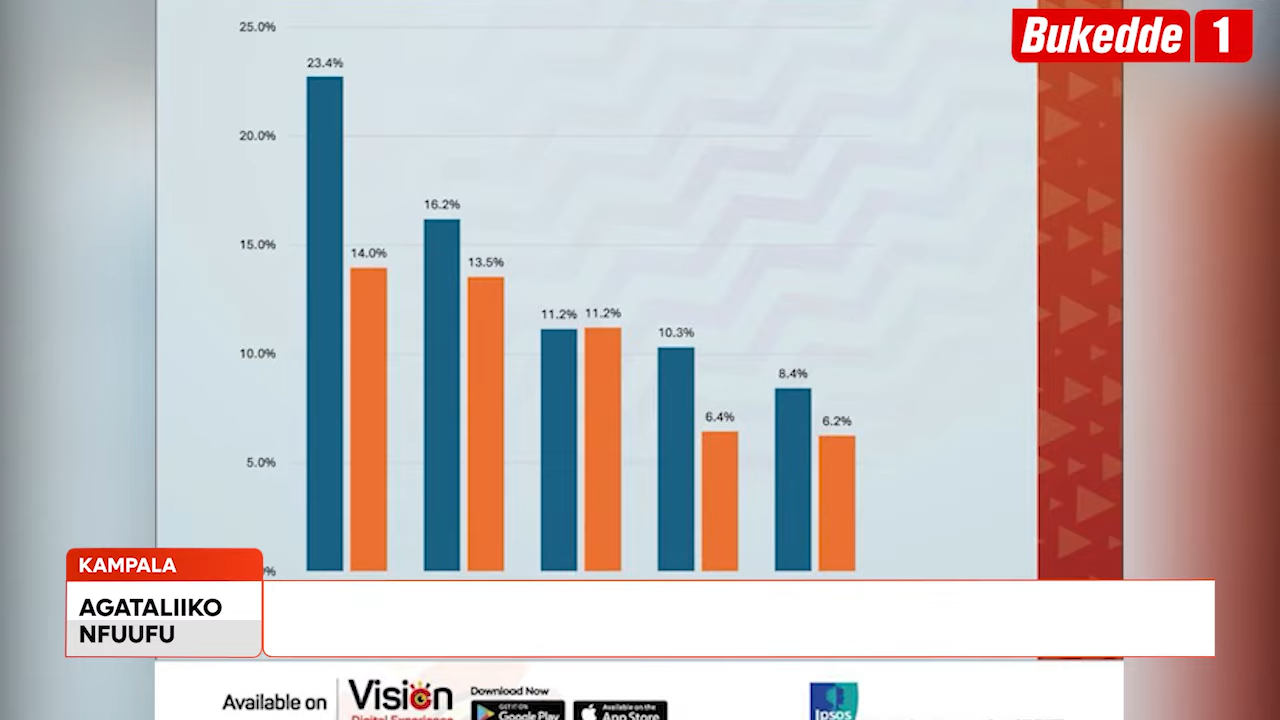 Bukedde 1
25.0%
23.4%
20.0%
16.2%
15.0%
14.0%
13.5%
11.2% 11.2%
10.3%
10.0%
8.4%
6.4%
6.2%
5.0%
%
KAMPALA
AGATALIIKO
NFUUFU
Available on
Vision
Digital Experience
Download Now
GET IT ON
Google Play
Available on the
App Store
Ipsos